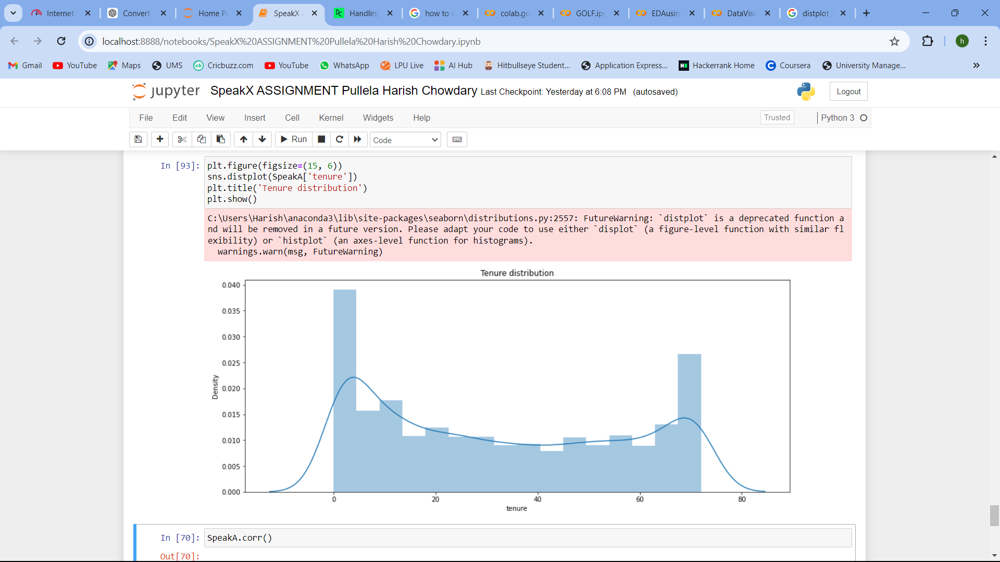 Internet
Convert
Home Pa
SpeakX A
Handling
how to s
colab.go
GOLF.ipy
EDAusin
DataVisu
distplot
localhost:8888/notebooks/SpeakX%20ASSIGNMENT%20Pullela%20Harish%20Chowdary.ipynb
h
Gmail
YouTube
Maps
UMS
cb Cricbuzz.com
YouTube
WhatsApp
LPU Live
AI Hub
Hitbullseye Student...
Application Express...
Hackerrank Home
Coursera
University Manage...
jupyter SpeakX ASSIGNMENT Pullela Harish Chowdary Last Checkpoint: Yesterday at 6:08 PM (autosaved)
Logout
File Edit View Insert Cell Kernel Widgets Help
Trusted
Python 3
Run
Code
In [93]:
plt.figure(figsize=(15, 6))
sns.distplot(SpeakA['tenure'])
plt.title('Tenure distribution')
plt.show()
C:\Users\Harish\anaconda3\lib\site-packages\seaborn\distributions.py:2557: FutureWarning: `distplot` is a deprecated function a
nd will be removed in a future version. Please adapt your code to use either `displot` (a figure-level function with similar fl
exibility) or `histplot` (an axes-level function for histograms).
warnings.warn(msg, FutureWarning)
Tenure distribution
0.040
0.035
0.030
0.025
0.020
0.015
0.010
0.005
0.000
Density
0 20 40 60 80
tenure
In [70]: SpeakA.corr()
Out[70]: